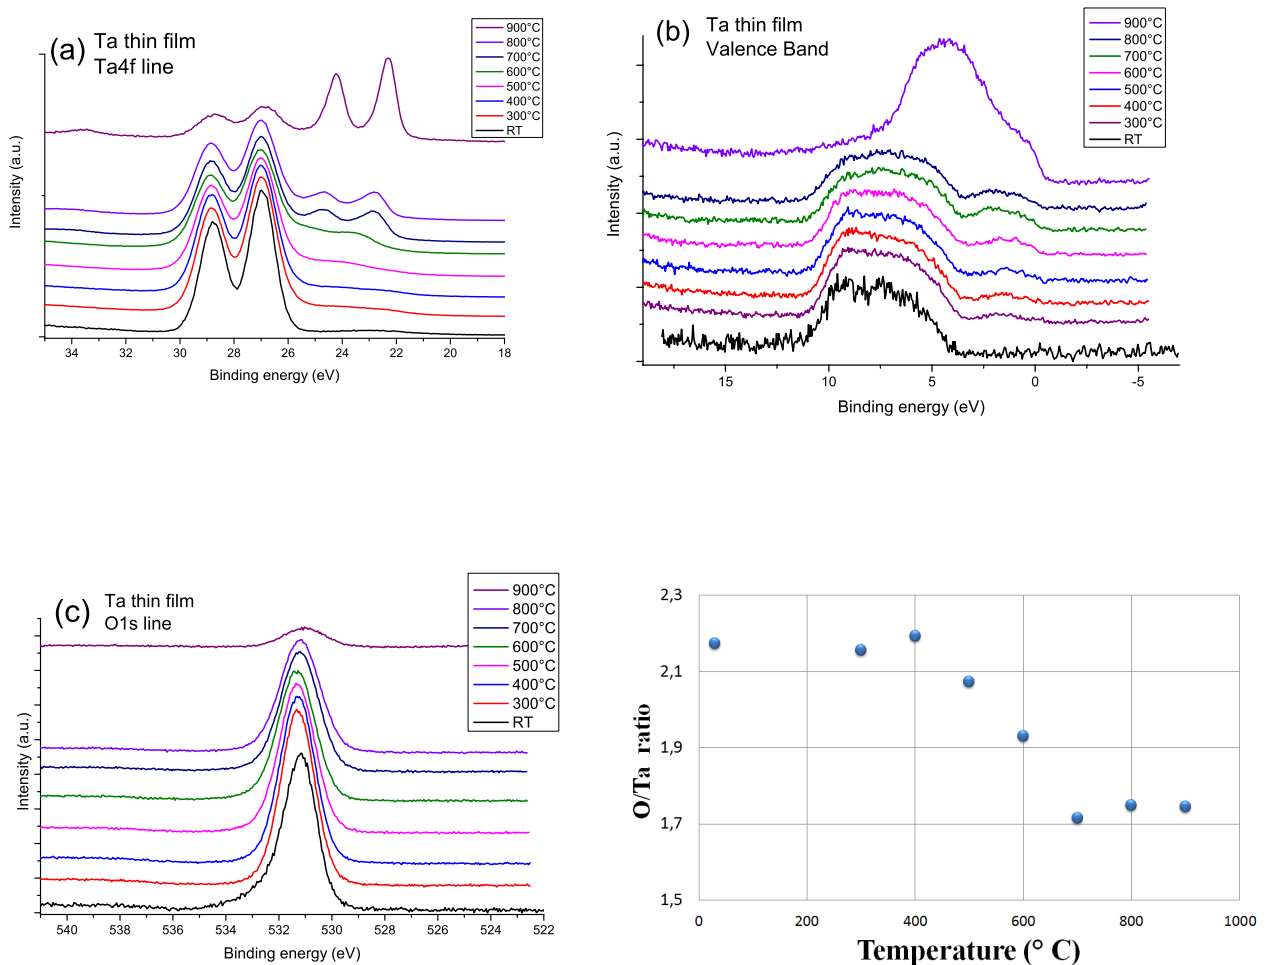 (a)
Ta thin film
Ta4f line
900°C
800°C
700°C
600°C
500°C
400°C
300°C
RT
Intensity (a.u.)
34 32 30 28 26 24 22 20 18
Binding energy (eV)
(b)
Ta thin film
Valence Band
900°C
800°C
700°C
600°C
500°C
400°C
300°C
RT
Intensity (a.u.)
15 10 5 0 -5
Binding energy (eV)
(c)
Ta thin film
O1s line
900°C
800°C
700°C
600°C
500°C
400°C
300°C
RT
Intensity (a.u.)
540 538 536 534 532 530 528 526 524 522
Binding energy (eV)
2,3
2,1
1,9
1,7
1,5
O/Ta ratio
0 200 400 600 800 1000
Temperature (° C)